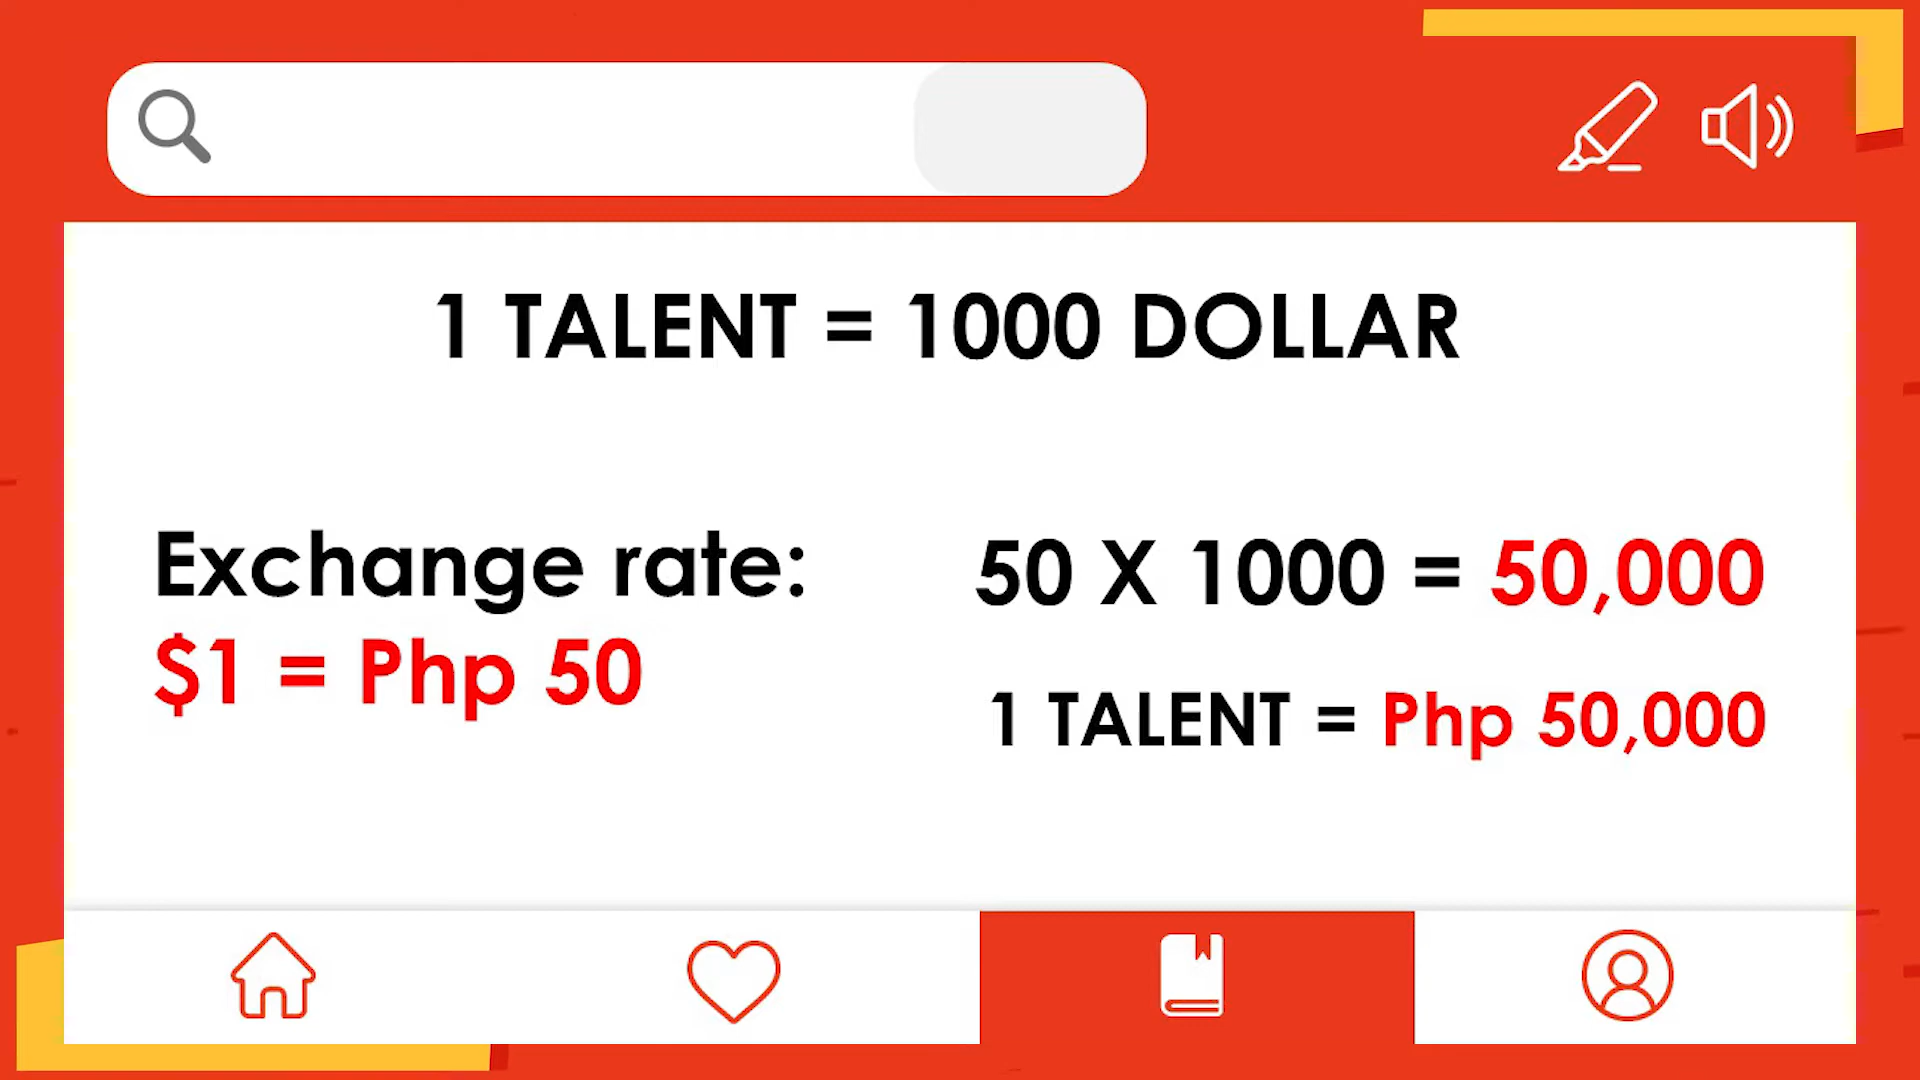 1 TALENT = 1000 DOLLAR
Exchange rate:
$1 = Php 50
50 X 1000 = 50,000
1 TALENT = Php 50,000